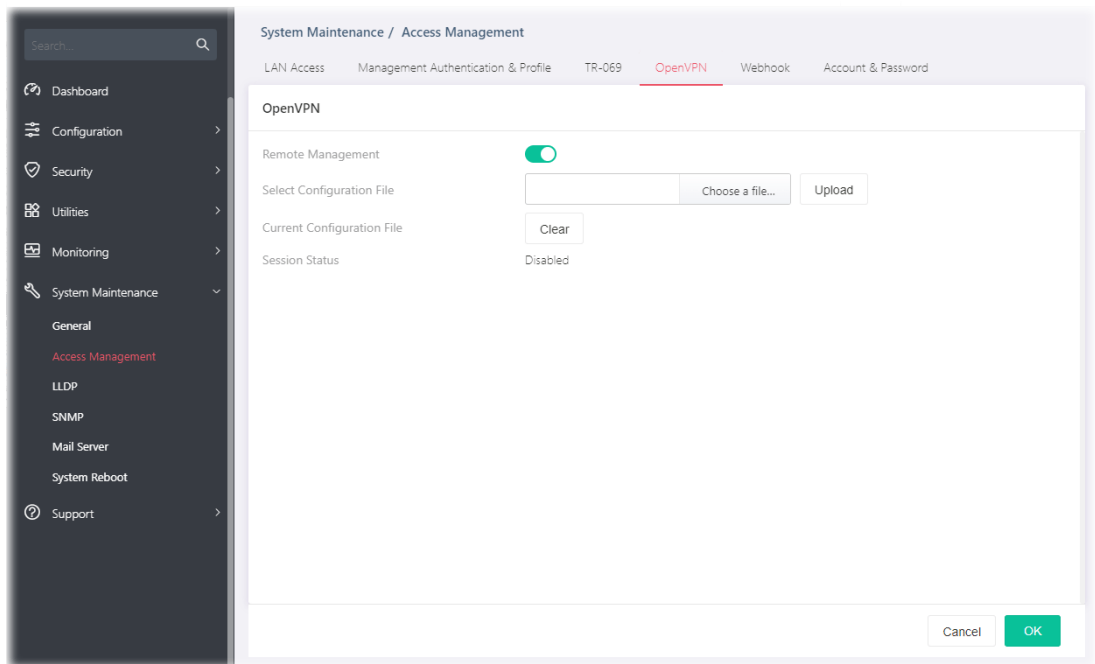 Search...
Dashboard
Configuration
Security
Utilities
Monitoring
System Maintenance
General
Access Management
LLDP
SNMP
Mail Server
System Reboot
Support
System Maintenance / Access Management
LAN Access Management Authentication & Profile TR-069 OpenVPN Webhook Account & Password
OpenVPN
Remote Management
Select Configuration File Choose a file... Upload
Current Configuration File Clear
Session Status Disabled
Cancel OK